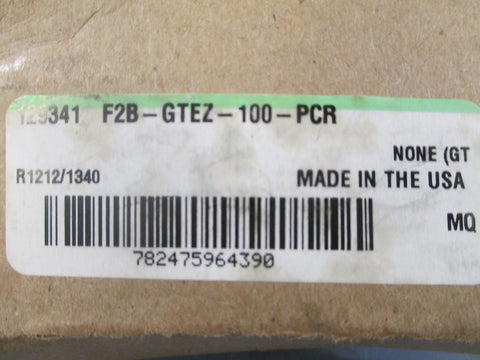 129341 F2B-GTEZ-100-PCR
NONE (GT
R1212/1340 MADE IN THE USA
MQ
782475964390